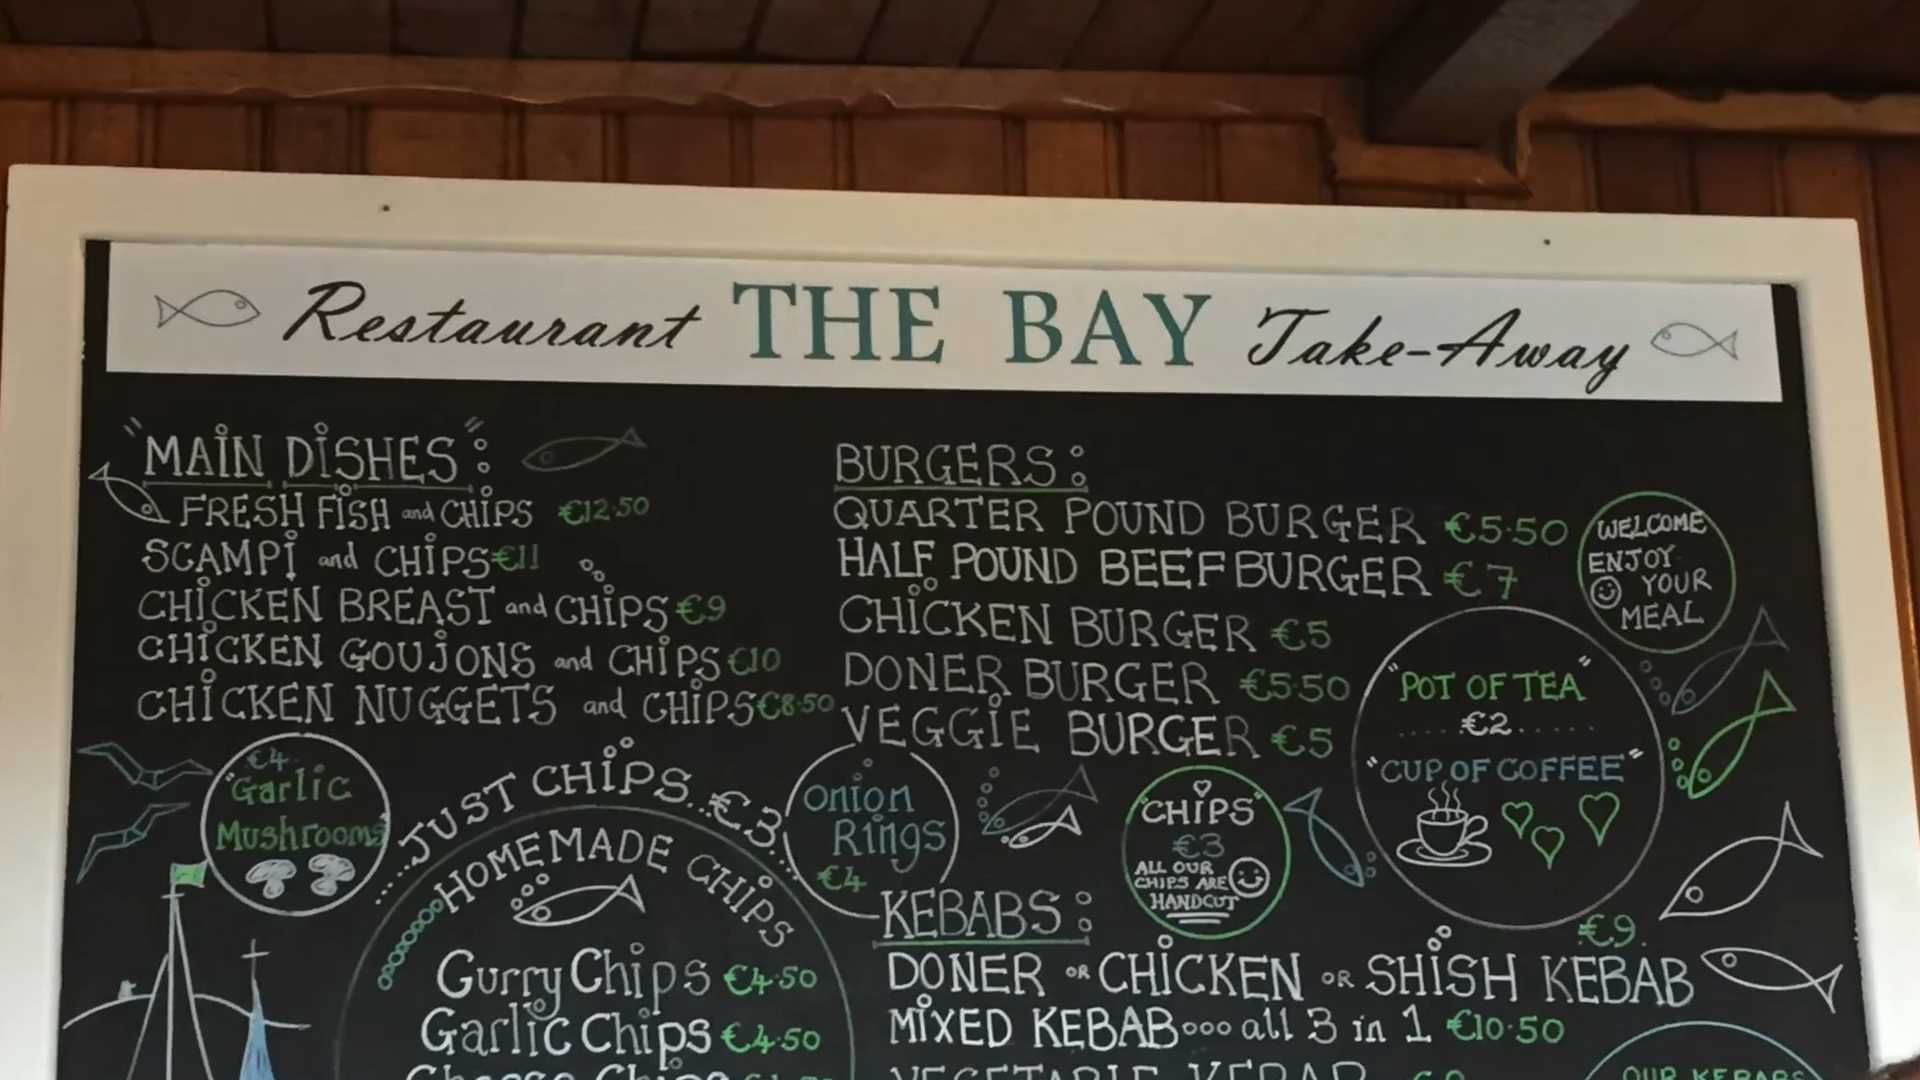 Restaurant THE BAY Take-Away
"MAIN DISHES":
FRESH FISH and CHIPS €12.50
SCAMPI and CHIPS €11
CHICKEN BREAST and CHIPS €9
CHICKEN GOUJONS and CHIPS €10
CHICKEN NUGGETS and CHIPS €8.50
€4
"Garlic
Mushrooms"
....JUST CHIPS...€3....
HOMEMADE CHIPS
Curry Chips €4.50
Garlic Chips €4.50
Onion
Rings
€4
BURGERS:
QUARTER POUND BURGER €5.50
HALF POUND BEEFBURGER €7
CHICKEN BURGER €5
DONER BURGER €5.50
VEGGIE BURGER €5
WELCOME
ENJOY
YOUR
MEAL
"POT OF TEA"
.....€2......
"CUP OF COFFEE"
"CHIPS"
€3
ALL OUR
CHIPS ARE
HANDCUT
KEBABS:
€9.
DONER OR CHICKEN OR SHISH KEBAB
MIXED KEBAB ooo all 3 in 1 €10.50
VEGETABLE KEBAB
OUR KEBABS